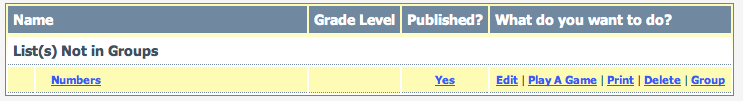 Name Grade Level Published? What do you want to do?
List(s) Not in Groups
Numbers Yes Edit | Play A Game | Print | Delete | Group